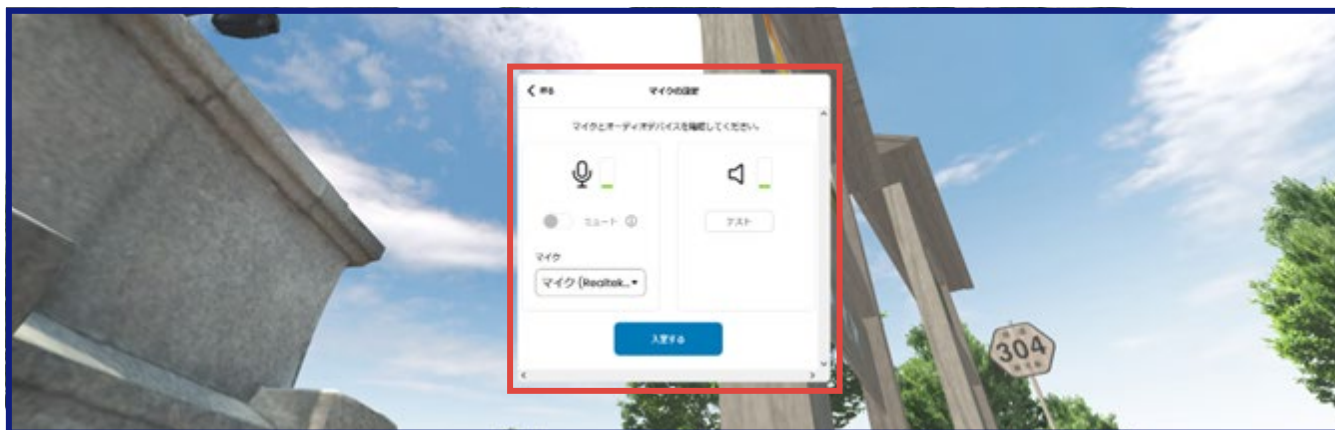 戻る
マイクの設定
マイクとオーディオデバイスを確認してください。
ミュート
テスト
マイク
マイク (Realtek...
入室する
304